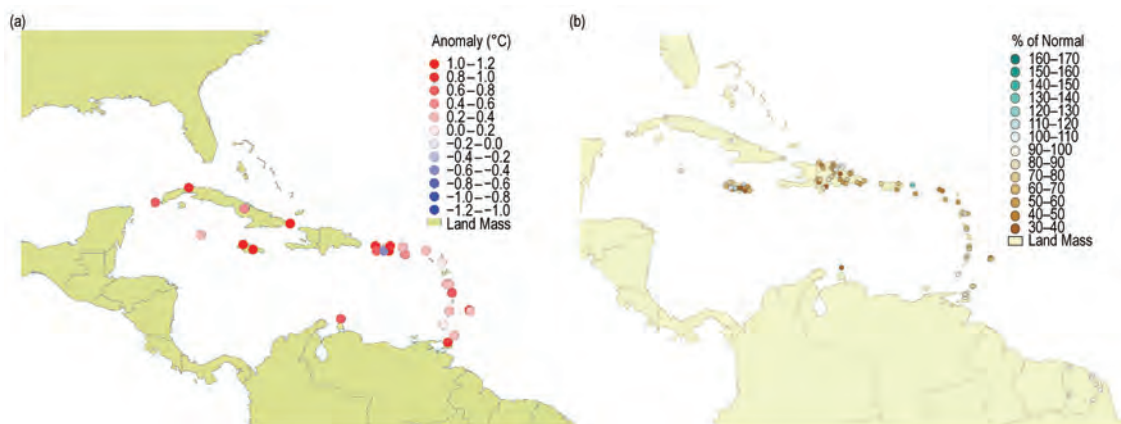 (a)
Anomaly (°C)
1.0 – 1.2
0.8 – 1.0
0.6 – 0.8
0.4 – 0.6
0.2 – 0.4
0.0 – 0.2
−0.2 – 0.0
−0.4 – −0.2
−0.6 – −0.4
−0.8 – −0.6
−1.0 – −0.8
−1.2 – −1.0
Land Mass
(b)
% of Normal
160–170
150–160
140–150
120–130
110–120
100–110
90–100
80–90
70–80
60–70
50–60
40–50
30–40
Land Mass